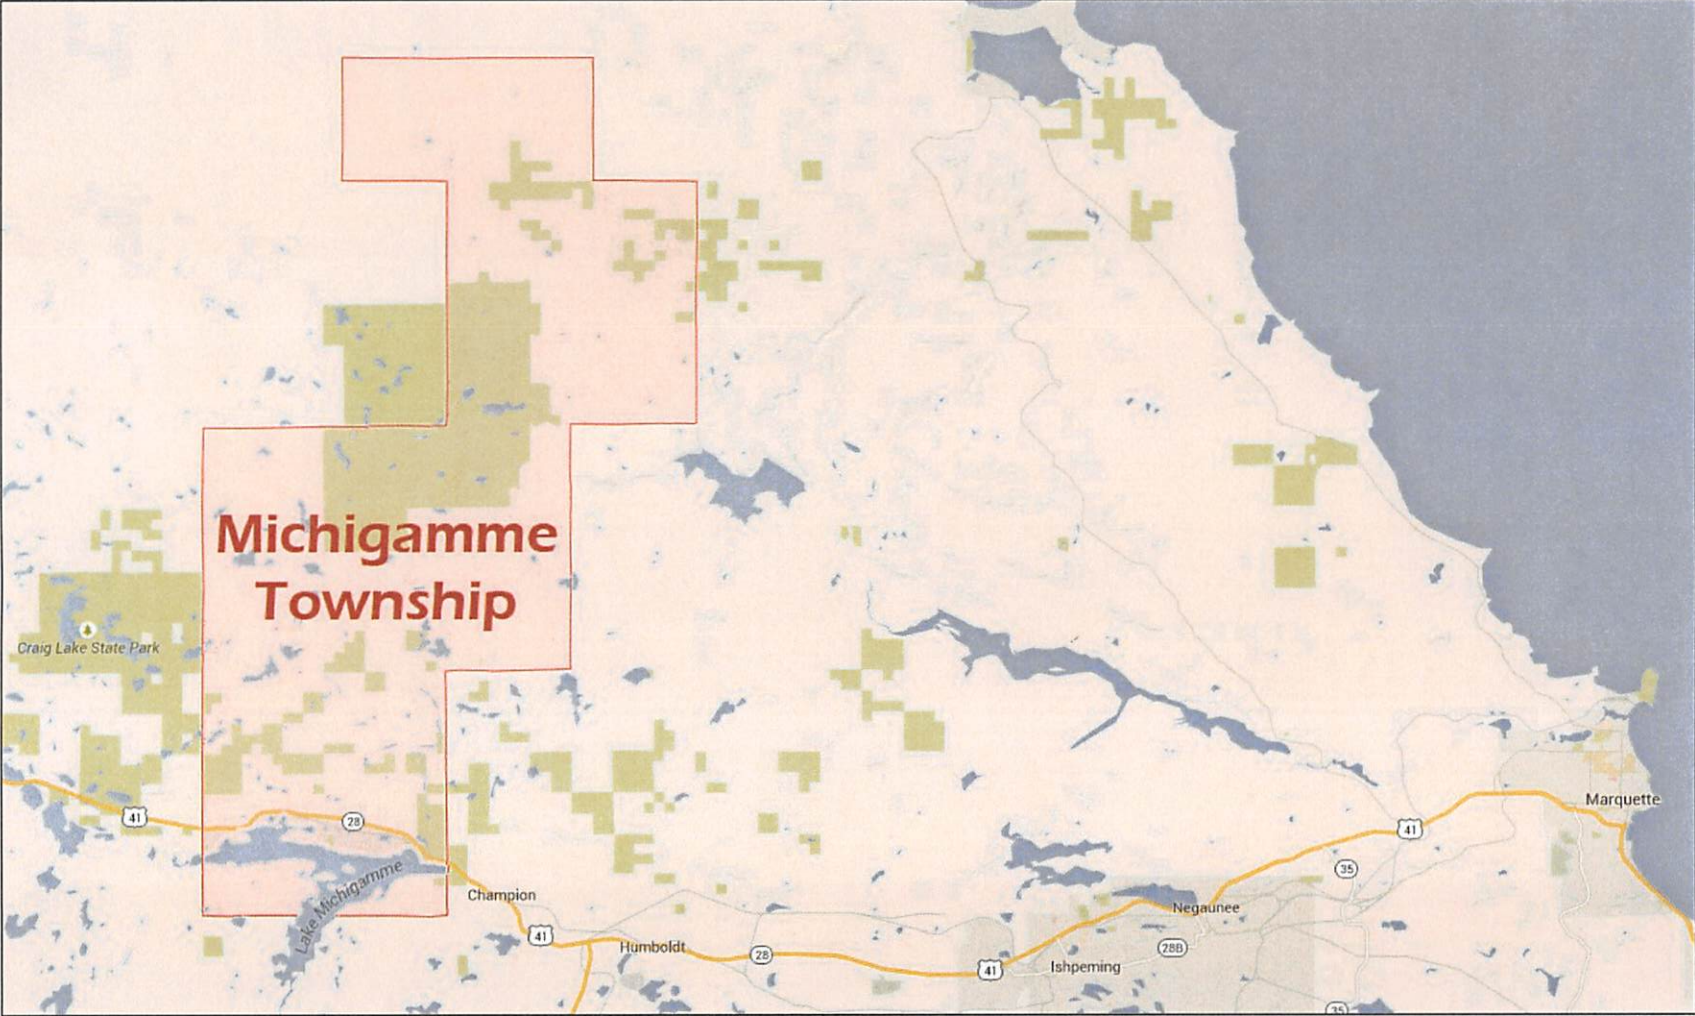 Michigamme
Township
Craig Lake State Park
41
28
Lake Michigamme
Champion
41
Humboldt
28
41
Ishpeming
28B
Negaunee
35
41
Marquette
35